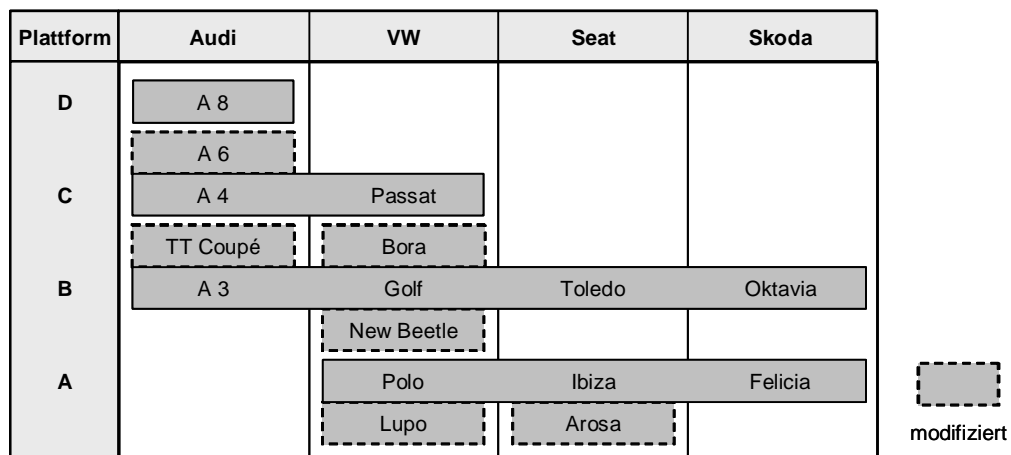 Plattform Audi VW Seat Skoda
D A 8
A 6
C A 4 Passat
TT Coupé Bora
B A 3 Golf Toledo Oktavia
New Beetle
A Polo Ibiza Felicia
Lupo Arosa
modifiziert